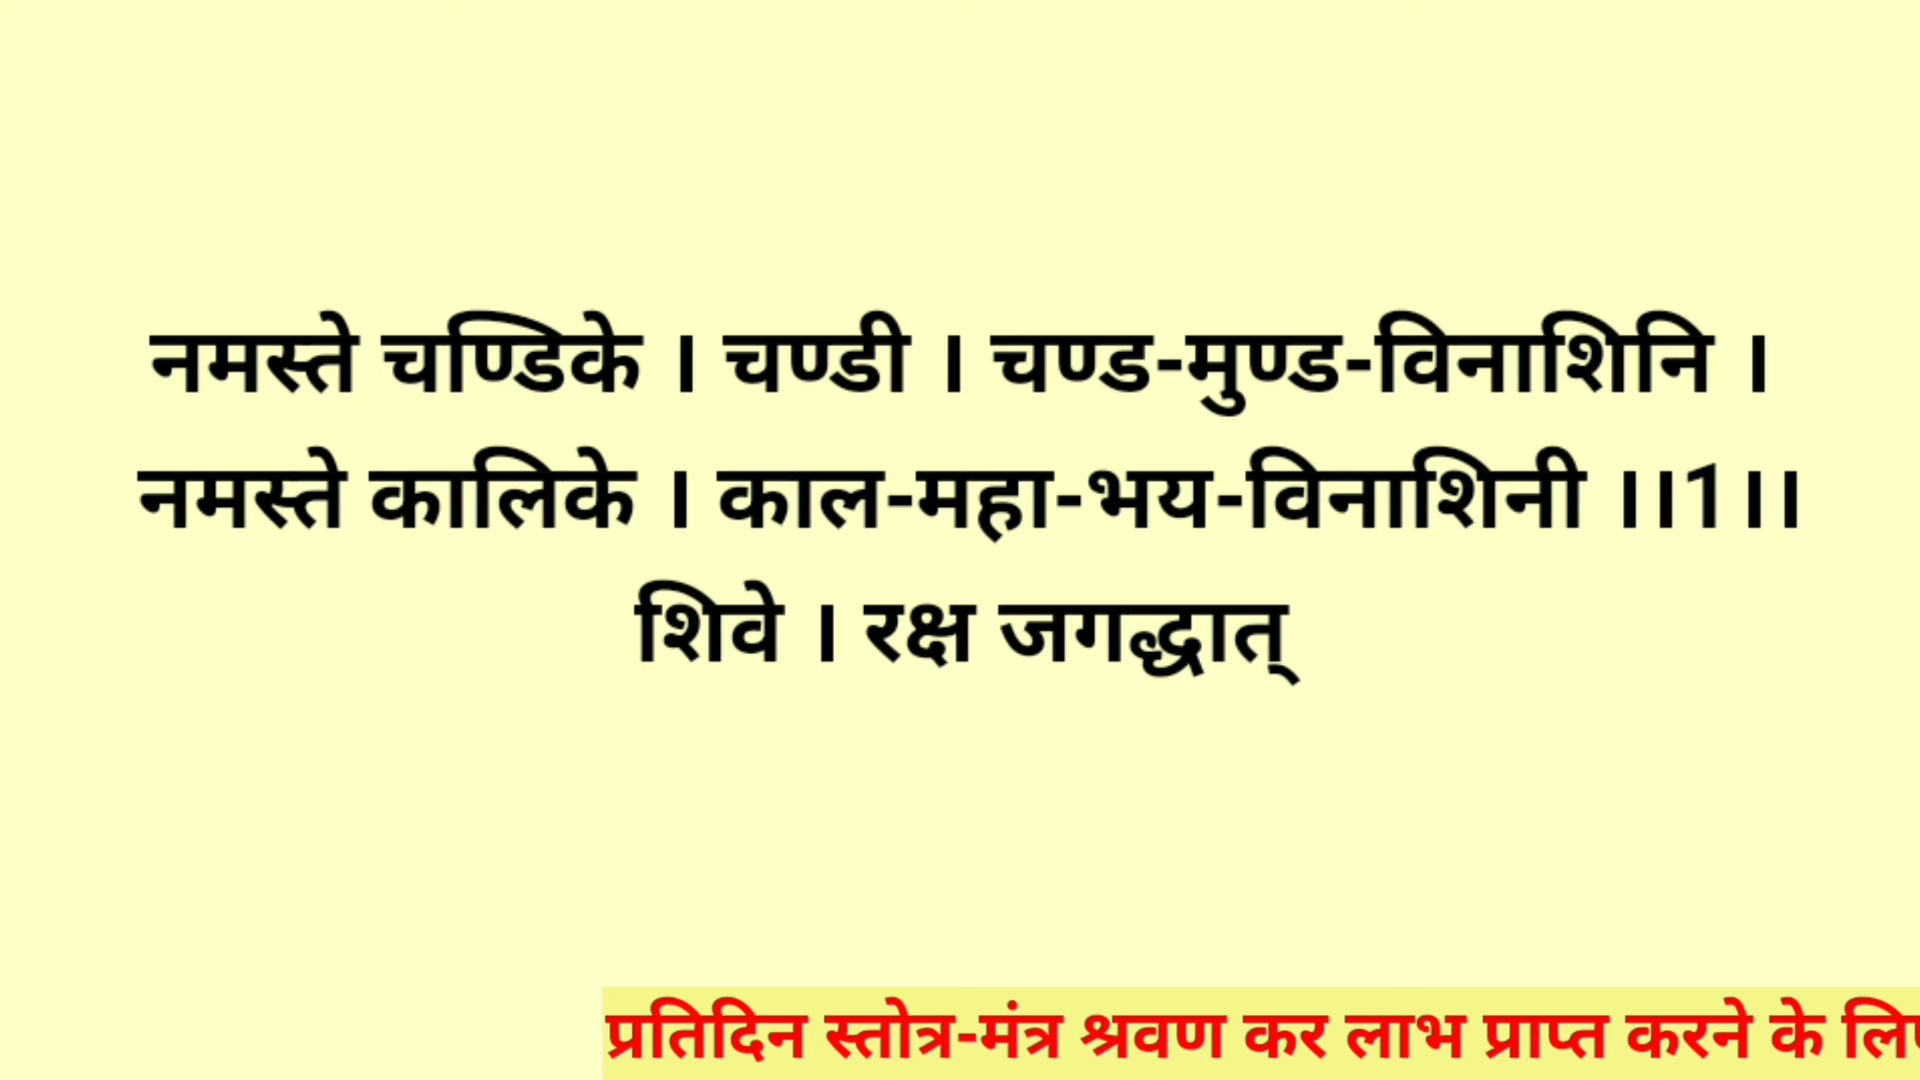 नमस्ते चण्डिके । चण्डी । चण्ड-मुण्ड-विनाशिनि ।
नमस्ते कालिके । काल-महा-भय-विनाशिनी ।।1।।
शिवे । रक्ष जगद्धात्
प्रतिदिन स्तोत्र-मंत्र श्रवण कर लाभ प्राप्त करने के